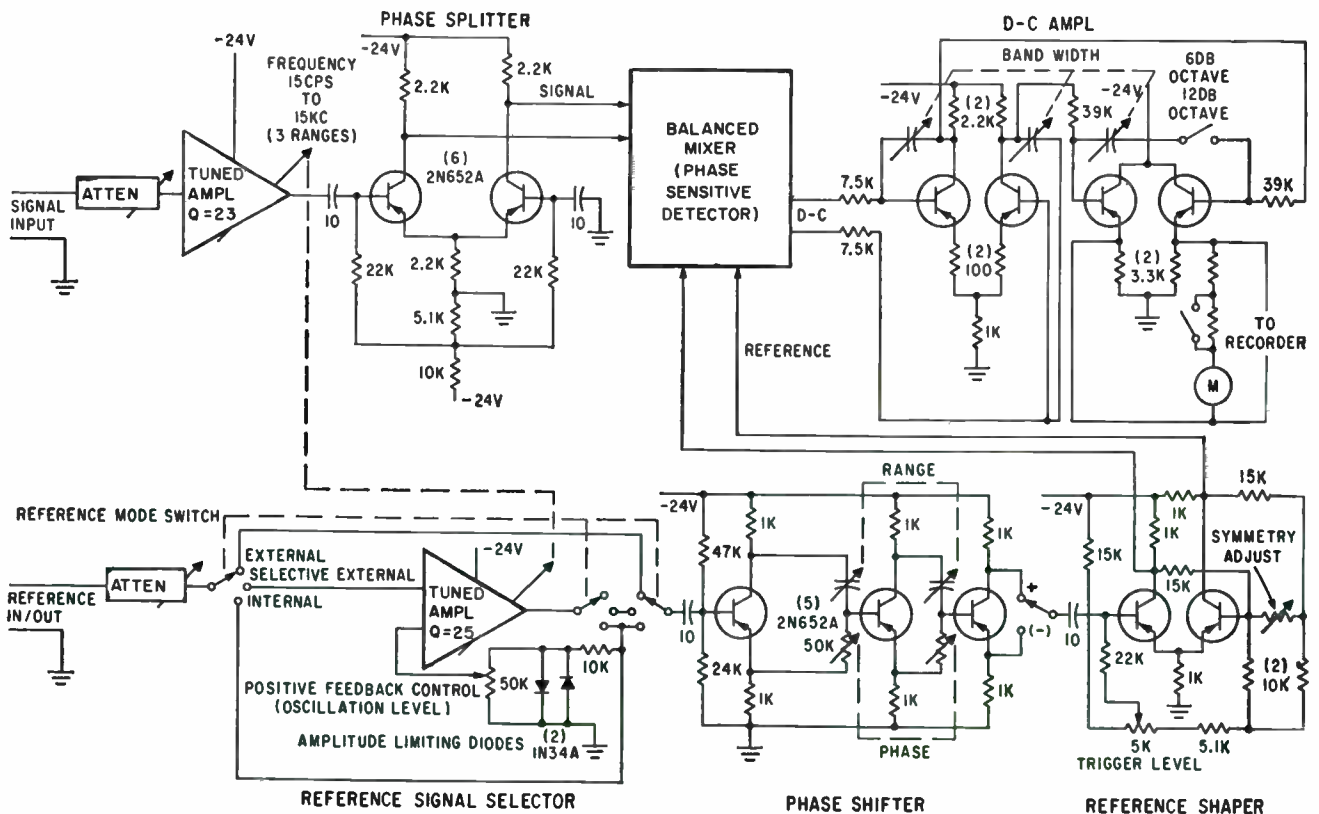 PHASE SPLITTER
D-C AMPL
-24V
FREQUENCY
15CPS
TO
15KC
(3 RANGES)
-24V
2.2K
2.2K
SIGNAL
BAND WIDTH
6DB
OCTAVE
12DB
OCTAVE
-24V
(2)
2.2K
39K
-24V
BALANCED
MIXER
(PHASE
SENSITIVE
DETECTOR)
ATTEN
TUNED
AMPL
Q=23
(6)
2N652A
SIGNAL
INPUT
10
10
7.5K
D-C
7.5K
39K
22K
2.2K
22K
5.1K
10K
-24V
(2)
100
1K
(2)
3.3K
TO
RECORDER
M
REFERENCE
REFERENCE MODE SWITCH
ATTEN
REFERENCE
IN/OUT
EXTERNAL
SELECTIVE EXTERNAL
INTERNAL
-24V
TUNED
AMPL
Q=25
10K
50K
POSITIVE FEEDBACK CONTROL
(OSCILLATION LEVEL)
AMPLITUDE LIMITING DIODES
(2)
1N34A
10
-24V
47K
24K
1K
1K
RANGE
1K
1K
(5)
2N652A
50K
1K
1K
PHASE
+
(-)
10
-24V
15K
1K
1K
15K
15K
SYMMETRY
ADJUST
22K
1K
(2)
10K
5K
5.1K
TRIGGER LEVEL
REFERENCE SIGNAL SELECTOR
PHASE SHIFTER
REFERENCE SHAPER